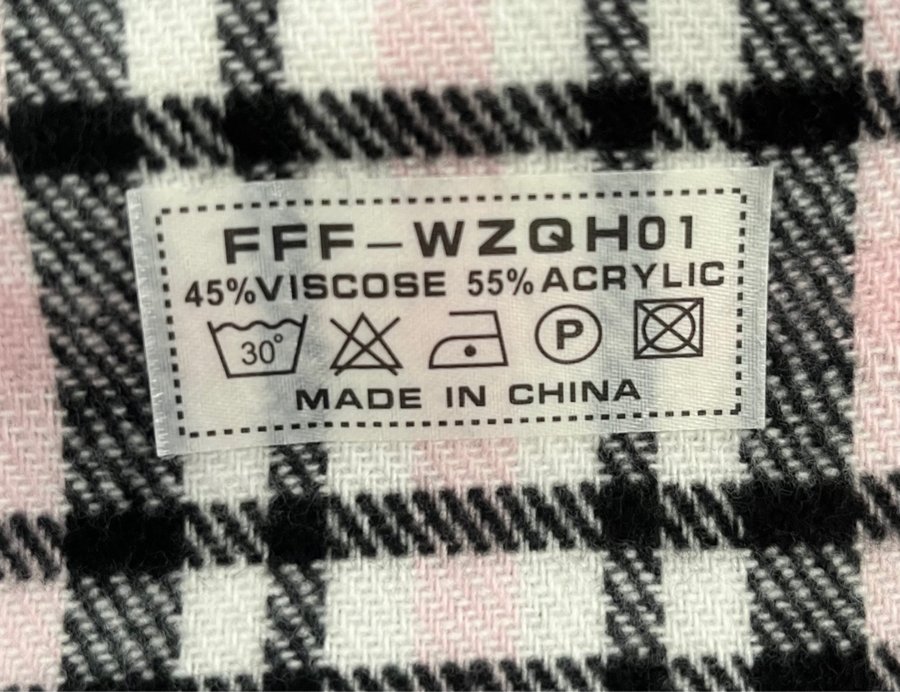 FFF-WZQH01
45%VISCOSE 55%ACRYLIC
30° P
MADE IN CHINA